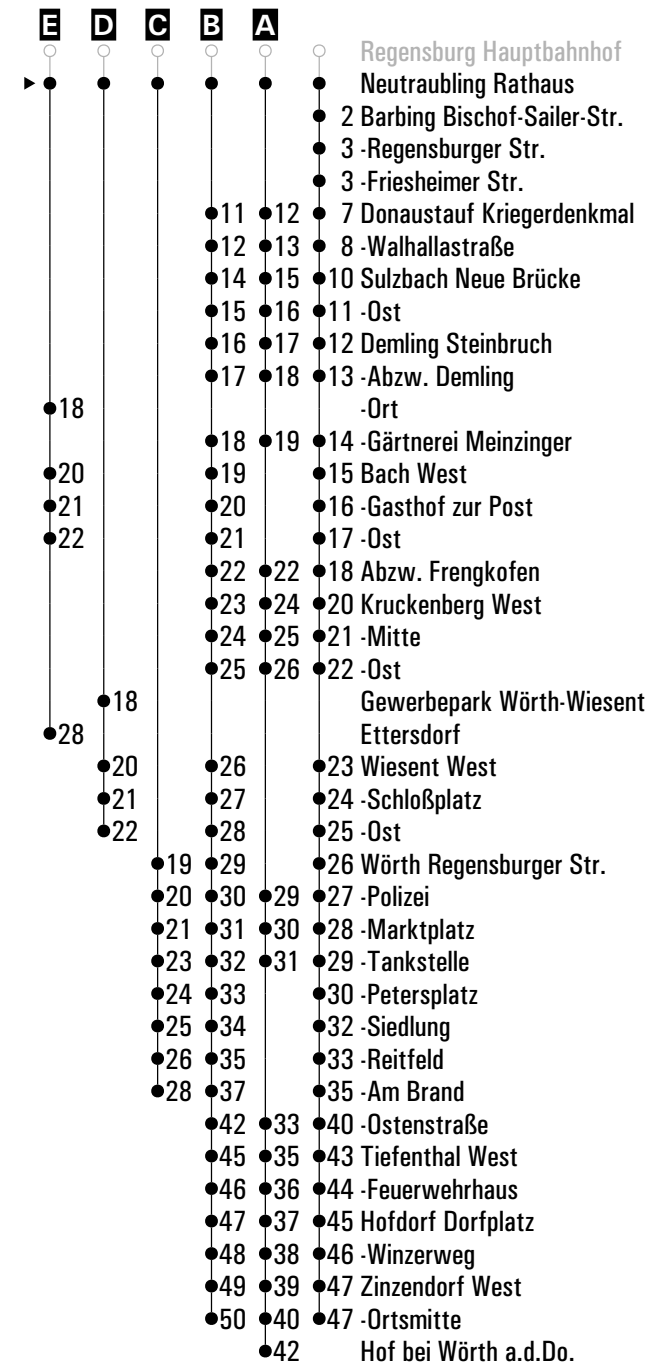 E D C B A
Regensburg Hauptbahnhof
Neutraubling Rathaus
2 Barbing Bischof-Sailer-Str.
3 -Regensburger Str.
3 -Friesheimer Str.
11 12 7 Donaustauf Kriegerdenkmal
12 13 8 -Walhallastraße
14 15 10 Sulzbach Neue Brücke
15 16 11 -Ost
16 17 12 Demling Steinbruch
17 18 13 -Abzw. Demling
18 -Ort
18 19 14 -Gärtnerei Meinzinger
20 19 15 Bach West
21 20 16 -Gasthof zur Post
22 21 17 -Ost
22 22 18 Abzw. Frengkofen
23 24 20 Kruckenberg West
24 25 21 -Mitte
25 26 22 -Ost
18 Gewerbepark Wörth-Wiesent
28 Ettersdorf
20 26 23 Wiesent West
21 27 24 -Schloßplatz
22 28 25 -Ost
19 29 26 Wörth Regensburger Str.
20 30 29 27 -Polizei
21 31 30 28 -Marktplatz
23 32 31 29 -Tankstelle
24 33 30 -Petersplatz
25 34 32 -Siedlung
26 35 33 -Reitfeld
28 37 35 -Am Brand
42 33 40 -Ostenstraße
45 35 43 Tiefenthal West
46 36 44 -Feuerwehrhaus
47 37 45 Hofdorf Dorfplatz
48 38 46 -Winzerweg
49 39 47 Zinzendorf West
50 40 47 -Ortsmitte
42 Hof bei Wörth a.d.Do.